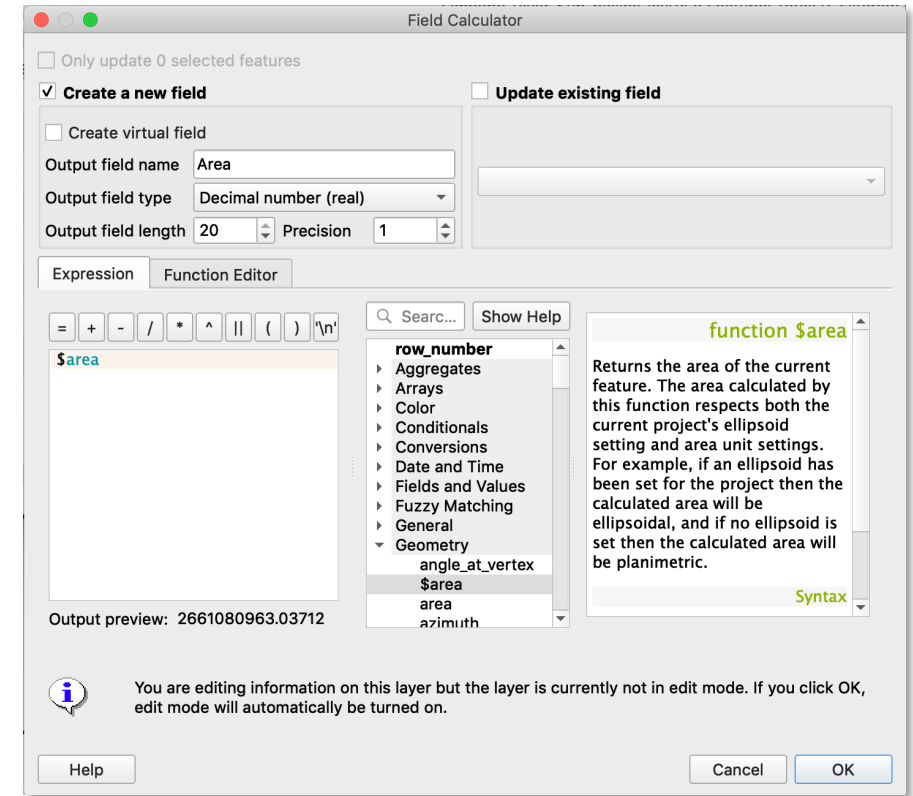 Field Calculator
Only update 0 selected features
Create a new field
Update existing field
Create virtual field
Output field name Area
Output field type Decimal number (real)
Output field length 20 Precision 1
Expression Function Editor
= + - / * ^ || ( ) '\n'
Searc... Show Help
$area
row_number
Aggregates
Arrays
Color
Conditionals
Conversions
Date and Time
Fields and Values
Fuzzy Matching
General
Geometry
angle_at_vertex
$area
area
azimuth
function $area
Returns the area of the current
feature. The area calculated by
this function respects both the
current project's ellipsoid
setting and area unit settings.
For example, if an ellipsoid has
been set for the project then the
calculated area will be
ellipsoidal, and if no ellipsoid is
set then the calculated area will
be planimetric.
Syntax
Output preview: 2661080963.03712
You are editing information on this layer but the layer is currently not in edit mode. If you click OK,
edit mode will automatically be turned on.
Help Cancel OK